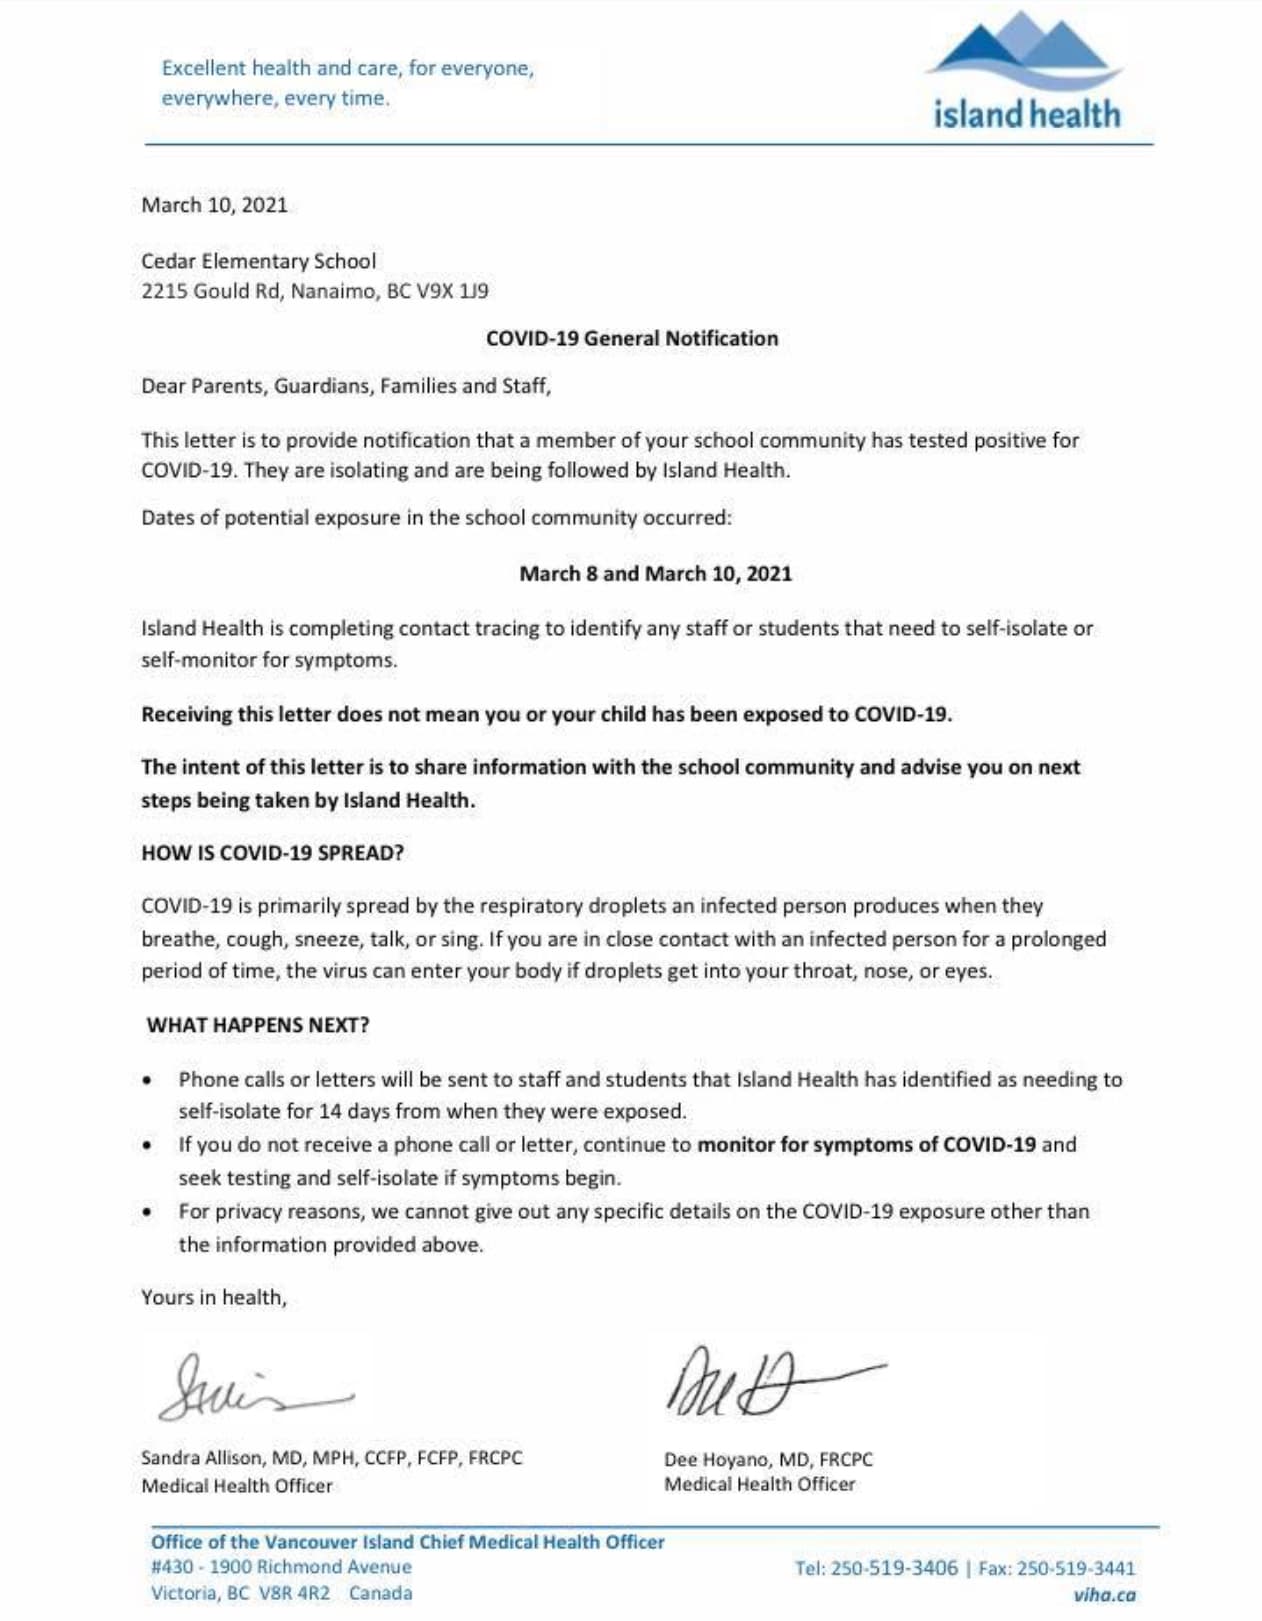 Excellent health and care, for everyone,
everywhere, every time.
island health
March 10, 2021
Cedar Elementary School
2215 Gould Rd, Nanaimo, BC V9X 1J9
COVID-19 General Notification
Dear Parents, Guardians, Families and Staff,
This letter is to provide notification that a member of your school community has tested positive for
COVID-19. They are isolating and are being followed by Island Health.
Dates of potential exposure in the school community occurred:
March 8 and March 10, 2021
Island Health is completing contact tracing to identify any staff or students that need to self-isolate or
self-monitor for symptoms.
Receiving this letter does not mean you or your child has been exposed to COVID-19.
The intent of this letter is to share information with the school community and advise you on next
steps being taken by Island Health.
HOW IS COVID-19 SPREAD?
COVID-19 is primarily spread by the respiratory droplets an infected person produces when they
breathe, cough, sneeze, talk, or sing. If you are in close contact with an infected person for a prolonged
period of time, the virus can enter your body if droplets get into your throat, nose, or eyes.
WHAT HAPPENS NEXT?
• Phone calls or letters will be sent to staff and students that Island Health has identified as needing to
self-isolate for 14 days from when they were exposed.
• If you do not receive a phone call or letter, continue to monitor for symptoms of COVID-19 and
seek testing and self-isolate if symptoms begin.
• For privacy reasons, we cannot give out any specific details on the COVID-19 exposure other than
the information provided above.
Yours in health,
Sandra Allison, MD, MPH, CCFP, FCFP, FRCPC
Medical Health Officer
Dee Hoyano, MD, FRCPC
Medical Health Officer
Office of the Vancouver Island Chief Medical Health Officer
#430 - 1900 Richmond Avenue
Victoria, BC V8R 4R2 Canada
Tel: 250-519-3406 | Fax: 250-519-3441
viha.ca